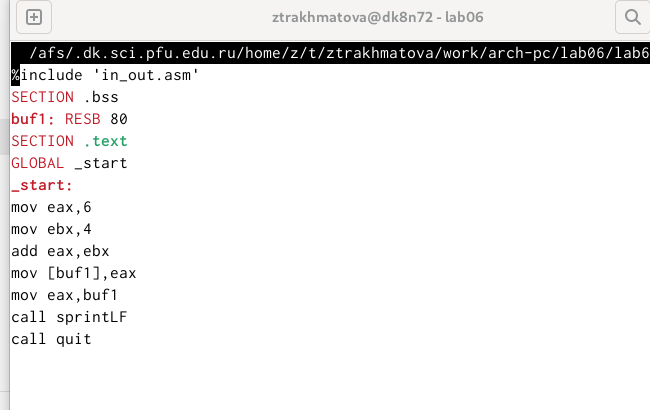 ztrakhmatova@dk8n72 - lab06
/afs/.dk.sci.pfu.edu.ru/home/z/t/ztrakhmatova/work/arch-pc/lab06/lab6
%include 'in_out.asm'
SECTION .bss
buf1: RESB 80
SECTION .text
GLOBAL _start
_start:
mov eax,6
mov ebx,4
add eax,ebx
mov [buf1],eax
mov eax,buf1
call sprintLF
call quit